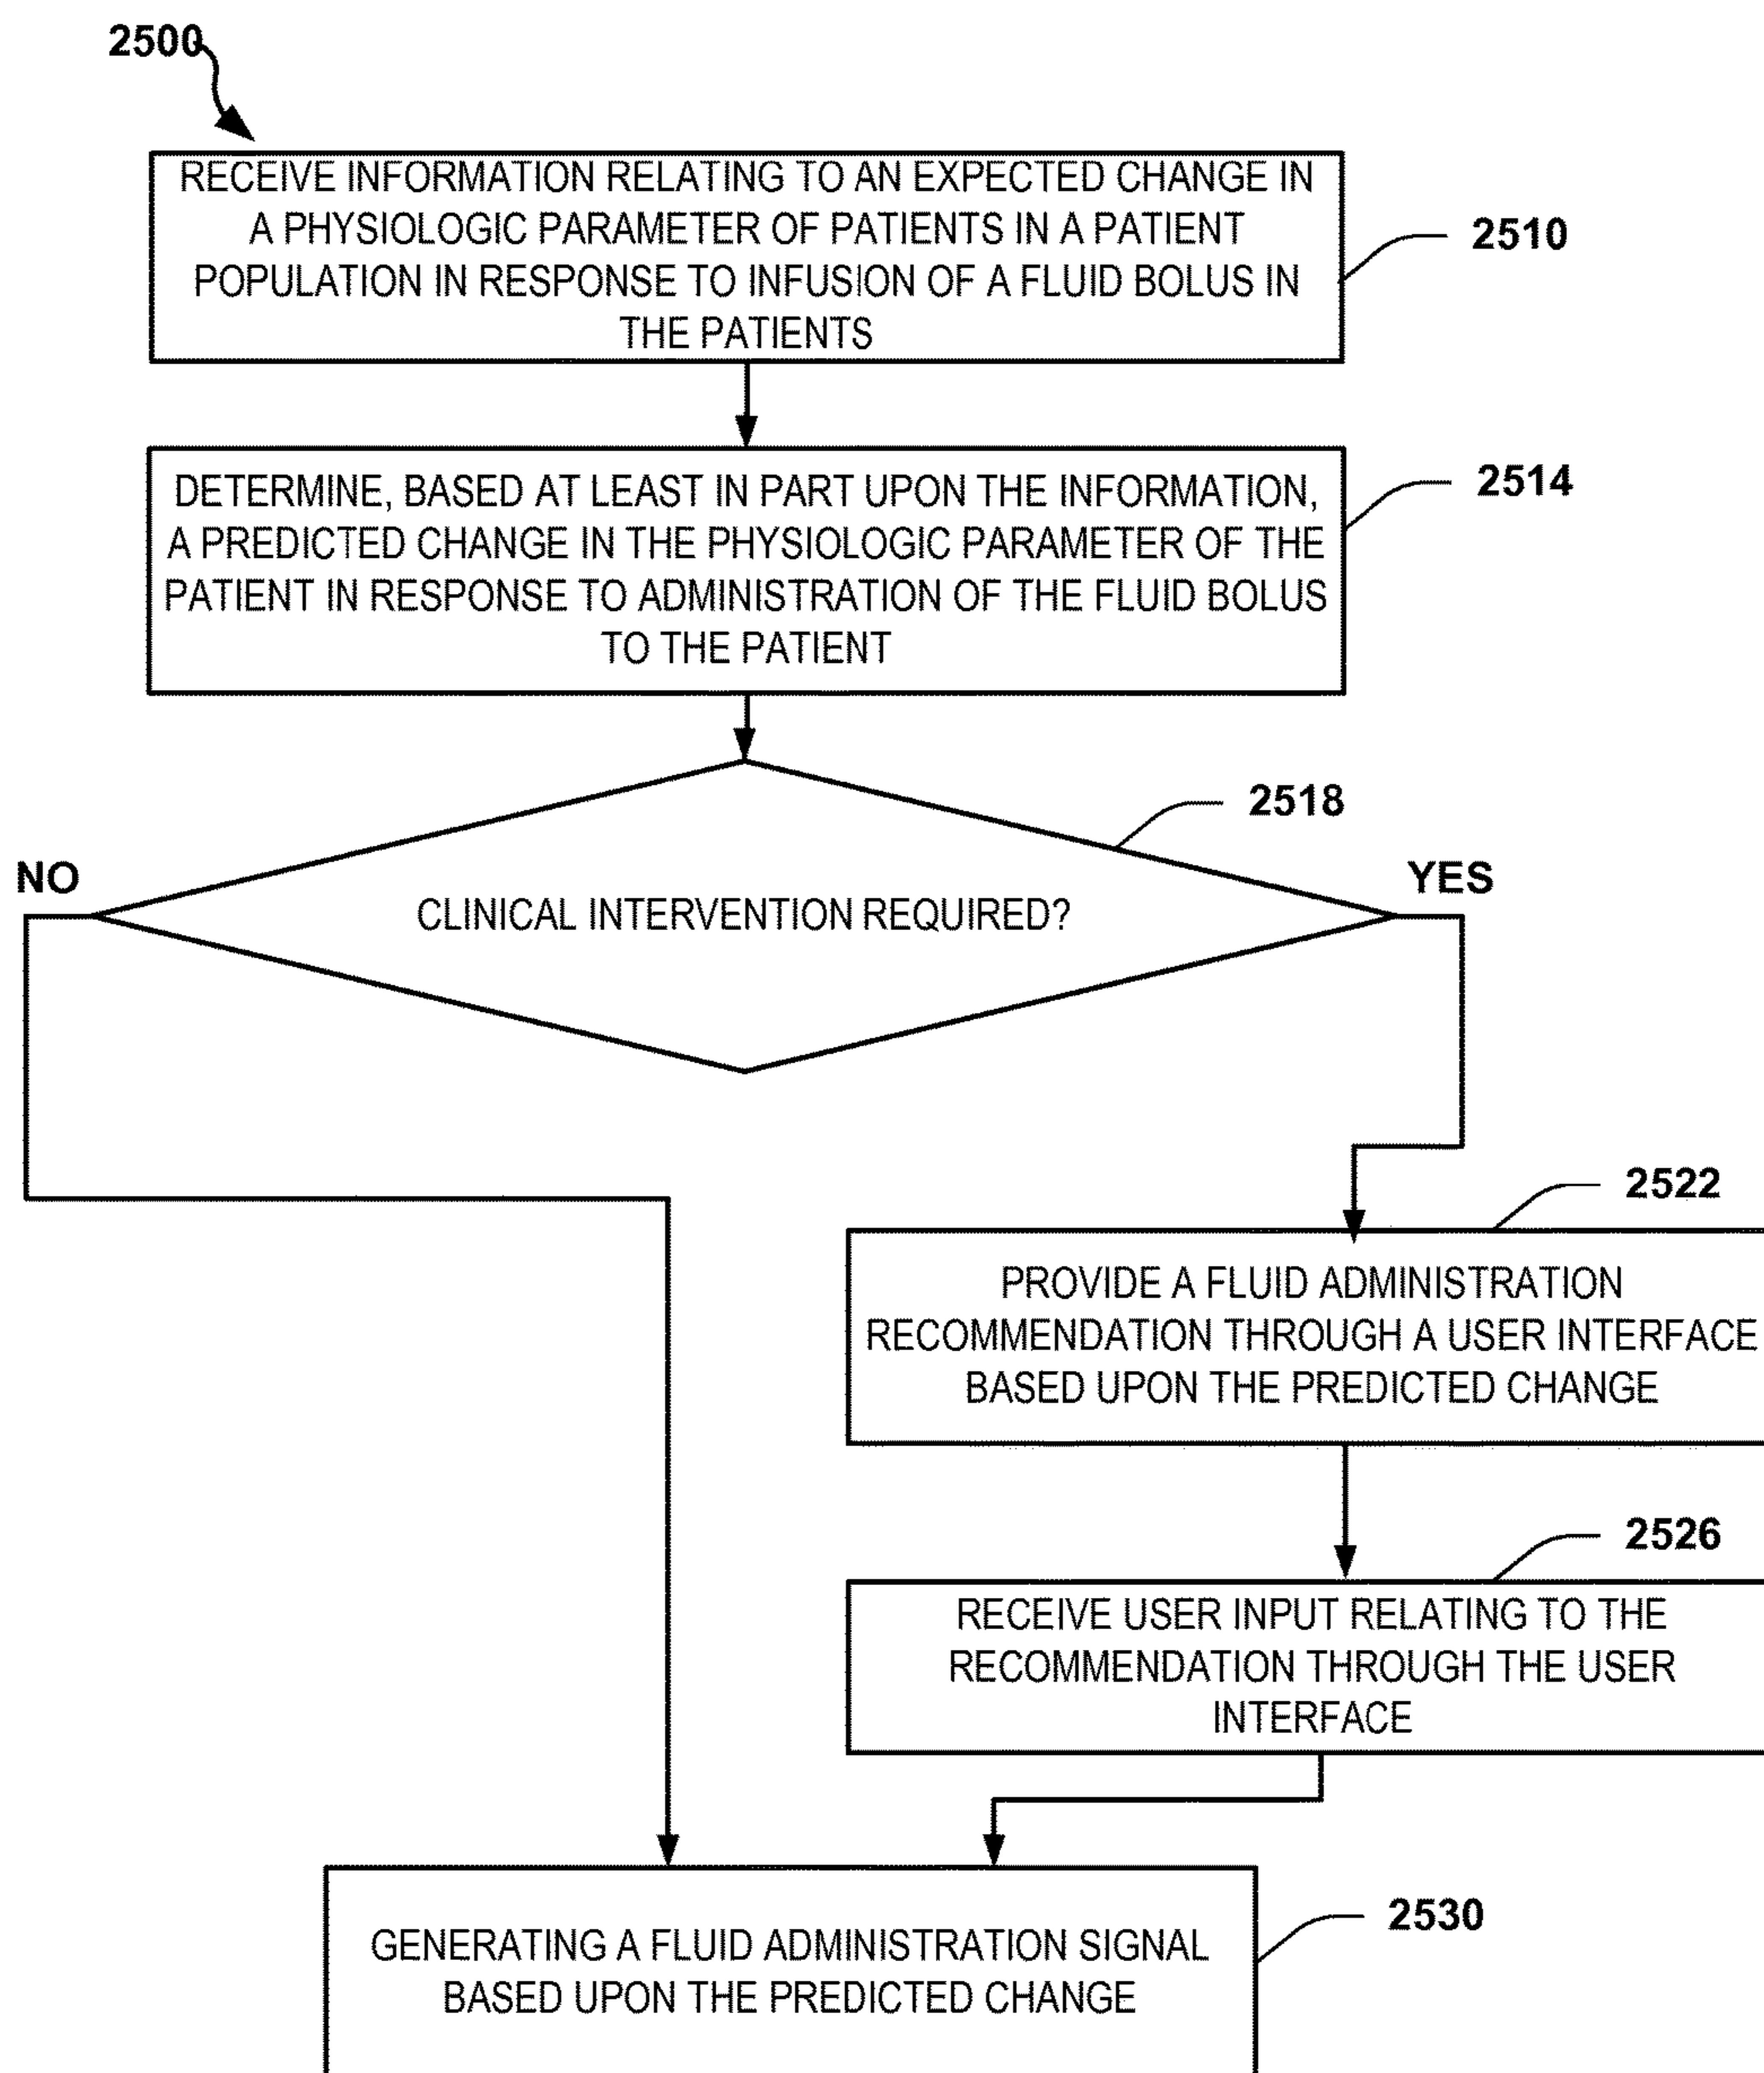 2500
RECEIVE INFORMATION RELATING TO AN EXPECTED CHANGE IN
A PHYSIOLOGIC PARAMETER OF PATIENTS IN A PATIENT
POPULATION IN RESPONSE TO INFUSION OF A FLUID BOLUS IN
THE PATIENTS
2510
DETERMINE, BASED AT LEAST IN PART UPON THE INFORMATION,
A PREDICTED CHANGE IN THE PHYSIOLOGIC PARAMETER OF THE
PATIENT IN RESPONSE TO ADMINISTRATION OF THE FLUID BOLUS
TO THE PATIENT
2514
2518
NO
YES
CLINICAL INTERVENTION REQUIRED?
2522
PROVIDE A FLUID ADMINISTRATION
RECOMMENDATION THROUGH A USER INTERFACE
BASED UPON THE PREDICTED CHANGE
2526
RECEIVE USER INPUT RELATING TO THE
RECOMMENDATION THROUGH THE USER
INTERFACE
2530
GENERATING A FLUID ADMINISTRATION SIGNAL
BASED UPON THE PREDICTED CHANGE